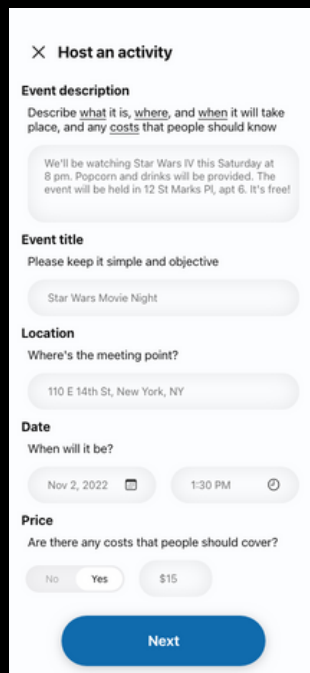 Host an activity
Event description
Describe what it is, where, and when it will take
place, and any costs that people should know
We'll be watching Star Wars IV this Saturday at
8 pm. Popcorn and drinks will be provided. The
event will be held in 12 St Marks Pl, apt 6. It's free!
Event title
Please keep it simple and objective
Star Wars Movie Night
Location
Where's the meeting point?
110 E 14th St, New York, NY
Date
When will it be?
Nov 2, 2022 1:30 PM
Price
Are there any costs that people should cover?
No Yes $15
Next